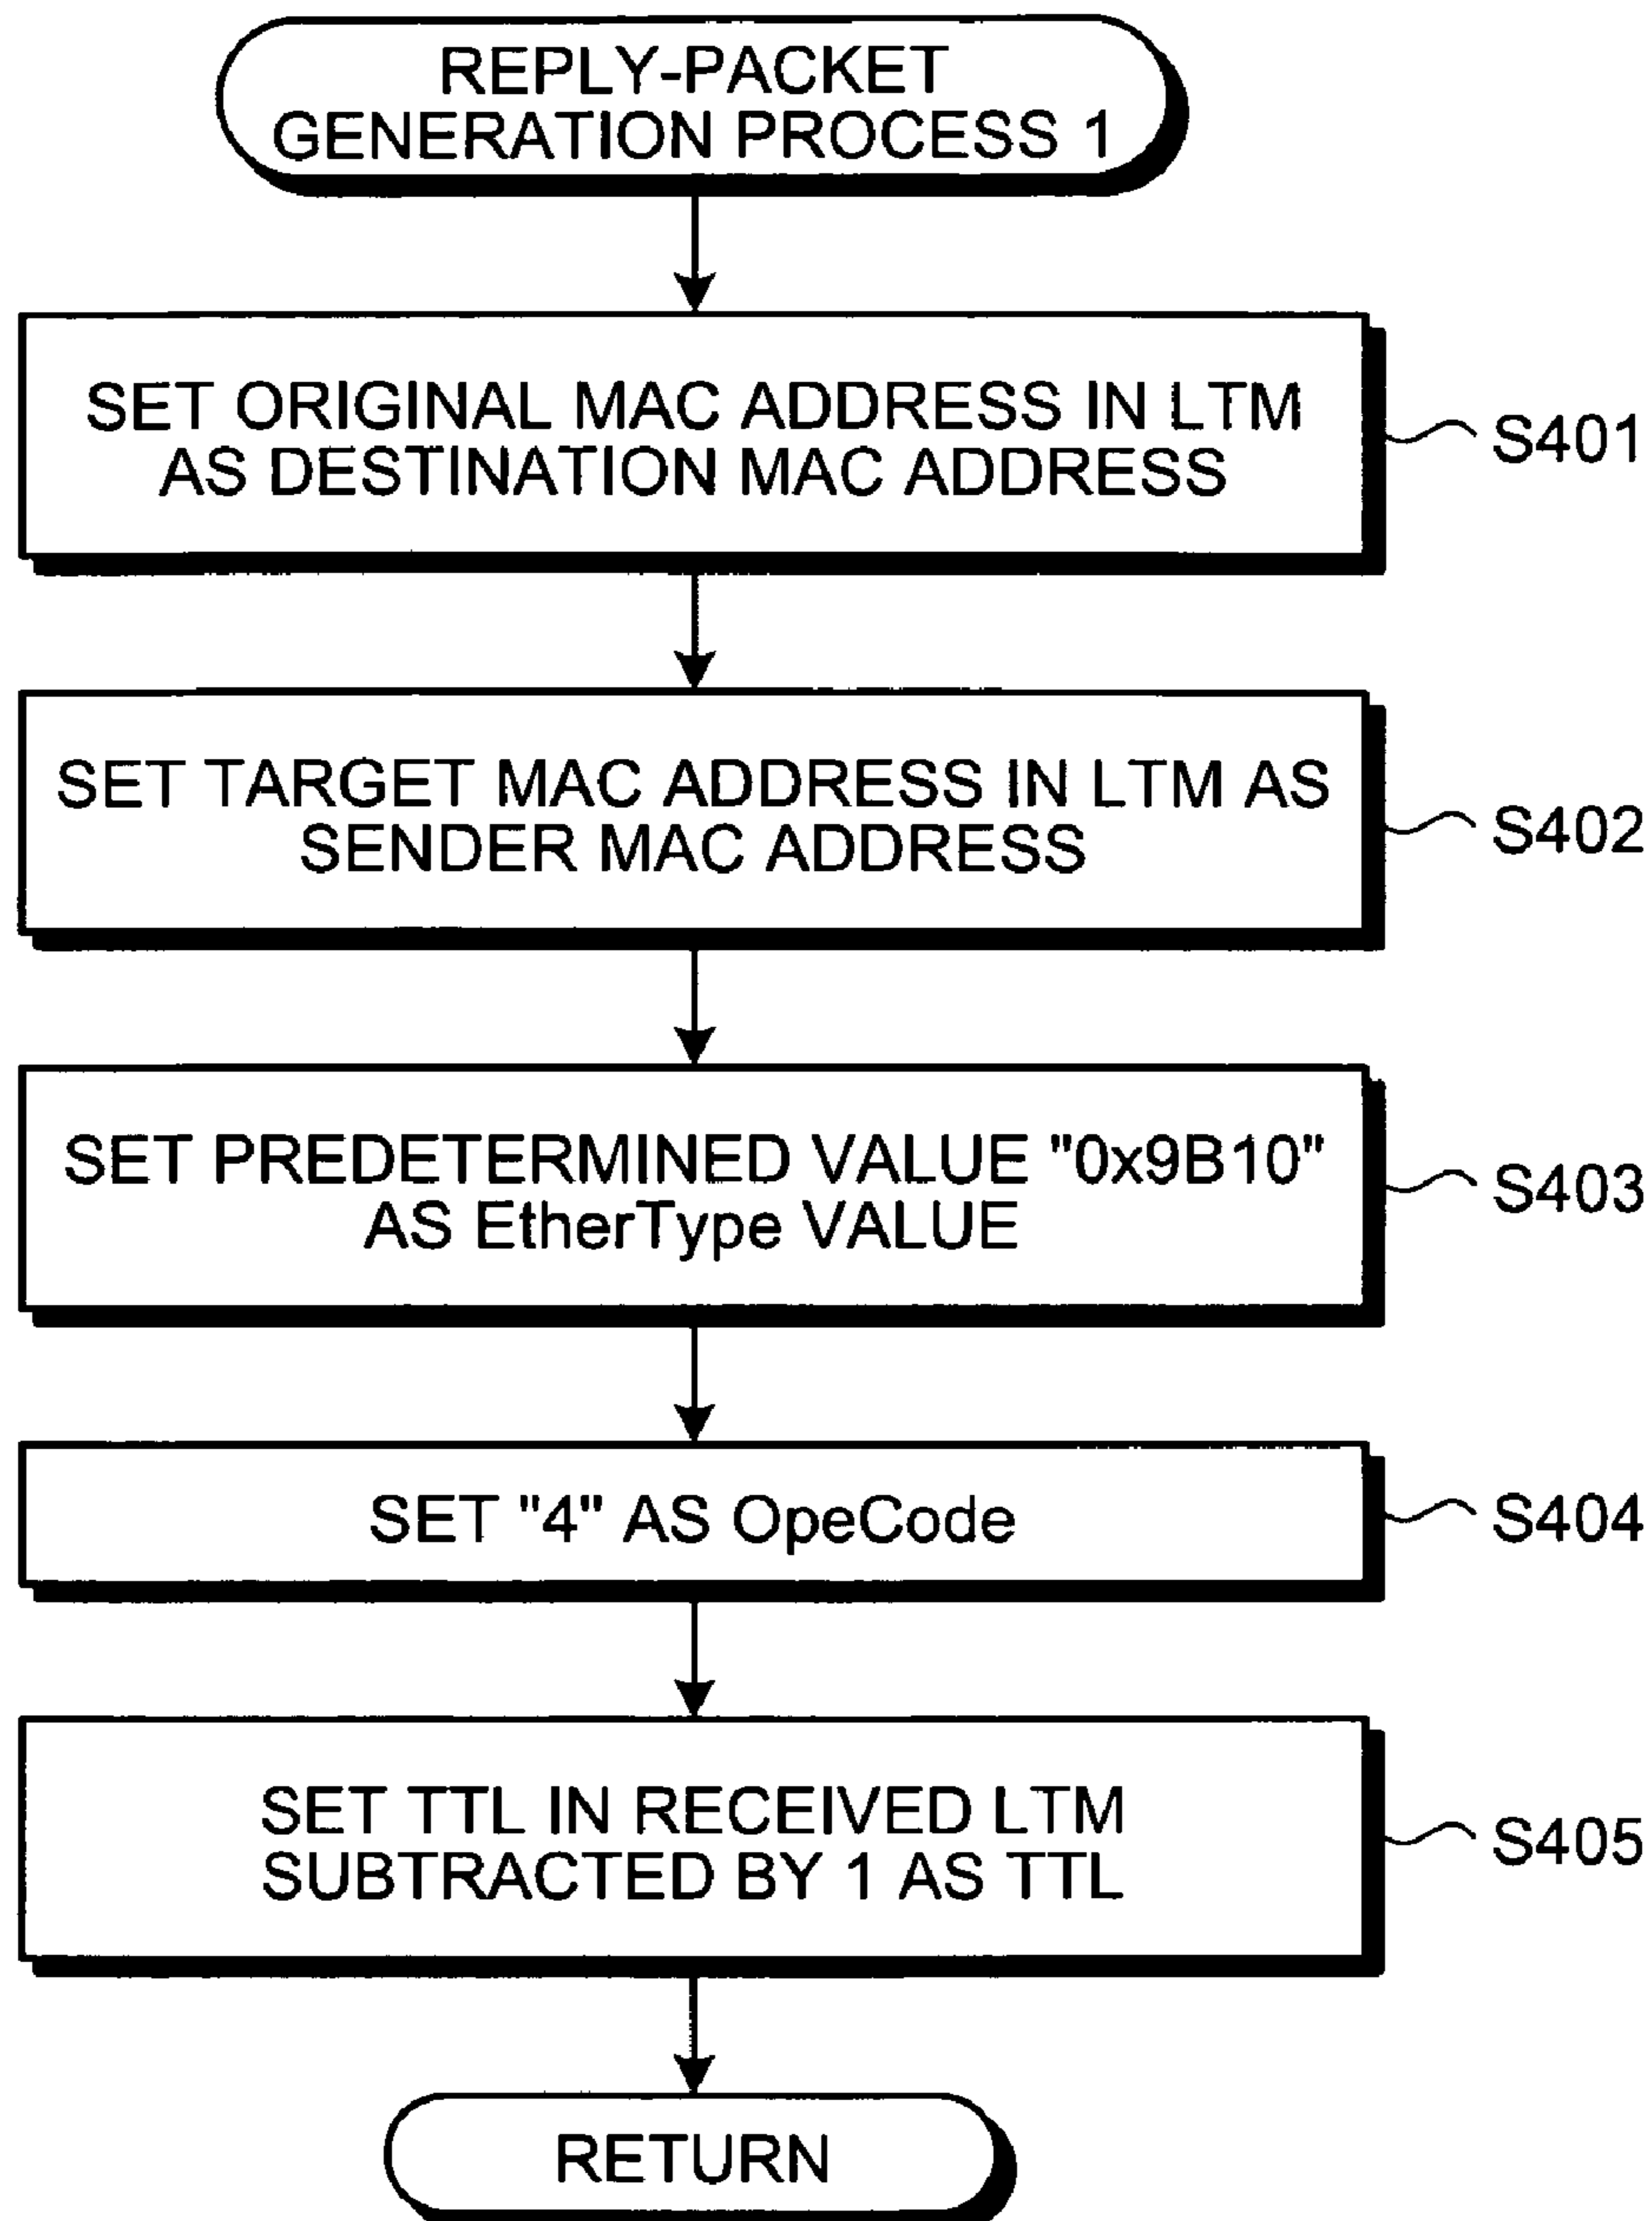 REPLY-PACKET
GENERATION PROCESS 1
SET ORIGINAL MAC ADDRESS IN LTM
AS DESTINATION MAC ADDRESS
S401
SET TARGET MAC ADDRESS IN LTM AS
SENDER MAC ADDRESS
S402
SET PREDETERMINED VALUE "0x9B10"
AS EtherType VALUE
S403
SET "4" AS OpeCode
S404
SET TTL IN RECEIVED LTM
SUBTRACTED BY 1 AS TTL
S405
RETURN